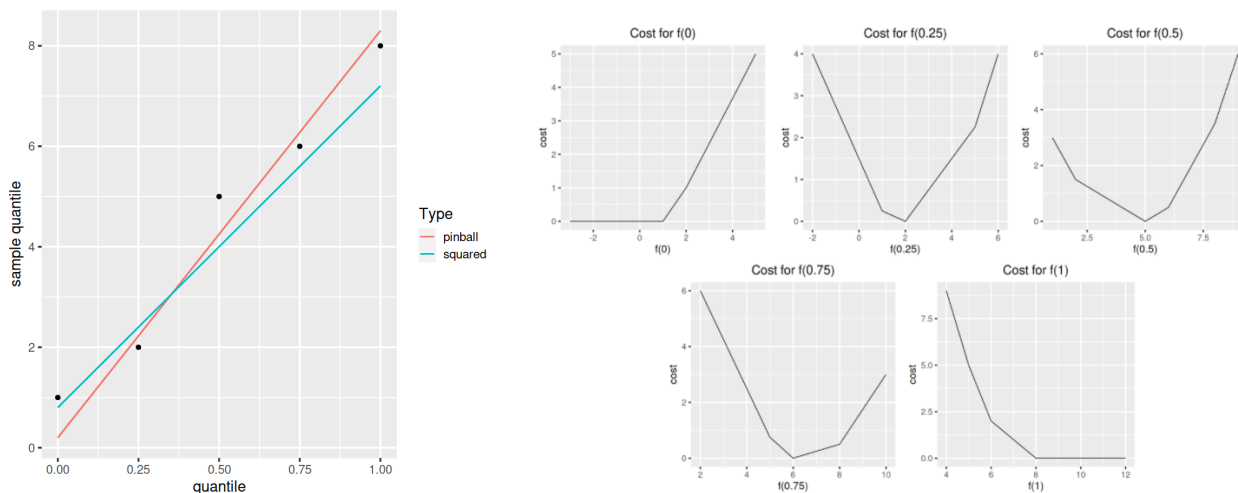 8
6
4
2
0
0.00 0.25 0.50 0.75 1.00
quantile
sample quantile
Type
pinball
squared
Cost for f(0)
5
4
3
2
1
0
-2 0 2 4
f(0)
cost
Cost for f(0.25)
4
3
2
1
0
-2 0 2 4 6
f(0.25)
cost
Cost for f(0.5)
6
4
2
0
2.5 5.0 7.5
f(0.5)
cost
Cost for f(0.75)
6
4
2
0
2 4 6 8 10
f(0.75)
cost
Cost for f(1)
7.5
5.0
2.5
0.0
4 6 8 10 12
f(1)
cost